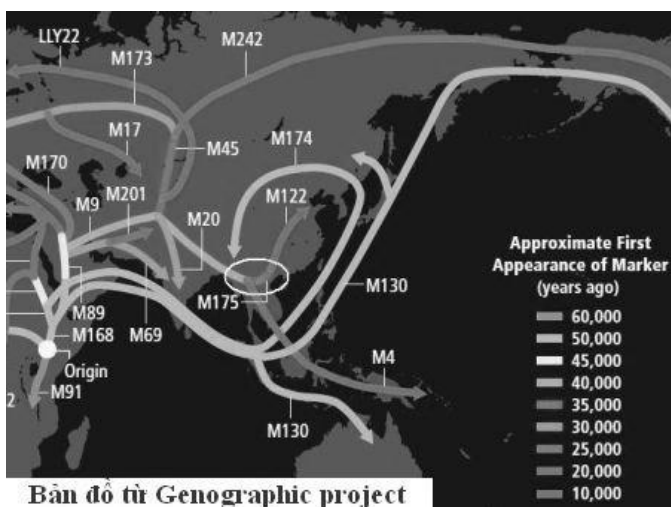 LLY22
M242
M173
M174
M17
M45
M170
M122
M201
M9
M20
M175
M130
M89
M69
M168
Origin
M4
M91
2
M130
Approximate First
Appearance of Marker
(years ago)
60,000
50,000
45,000
40,000
35,000
30,000
25,000
20,000
10,000
Bản đồ từ Genographic project